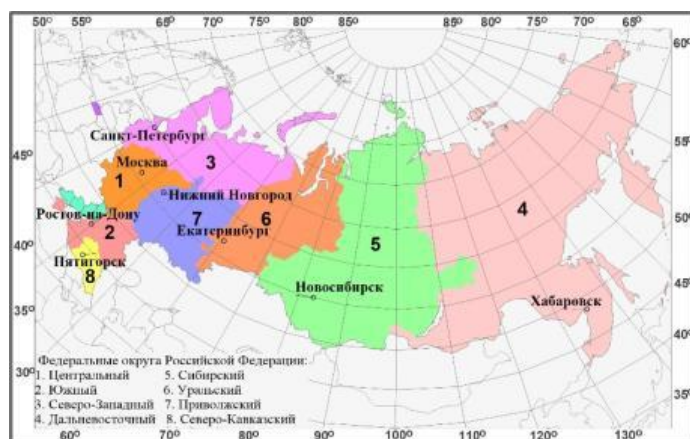 50° 55° 60° 65° 70° 75° 80° 85° 85° 80° 75° 70° 65°
60°
55°
50°
45°
40°
35°
45°
40°
35°
30°
60° 70° 80° 90° 100° 110° 120° 130°
Санкт-Петербург
3
Москва
1
Нижний Новгород
Ростов-на-Дону
2
7
6
Екатеринбург
4
5
Пятигорск
8
Новосибирск
Хабаровск
Федеральные округа Российской Федерации:
1. Центральный 5. Сибирский
2. Южный 6. Уральский
3. Северо-Западный 7. Приволжский
4. Дальневосточный 8. Северо-Кавказский